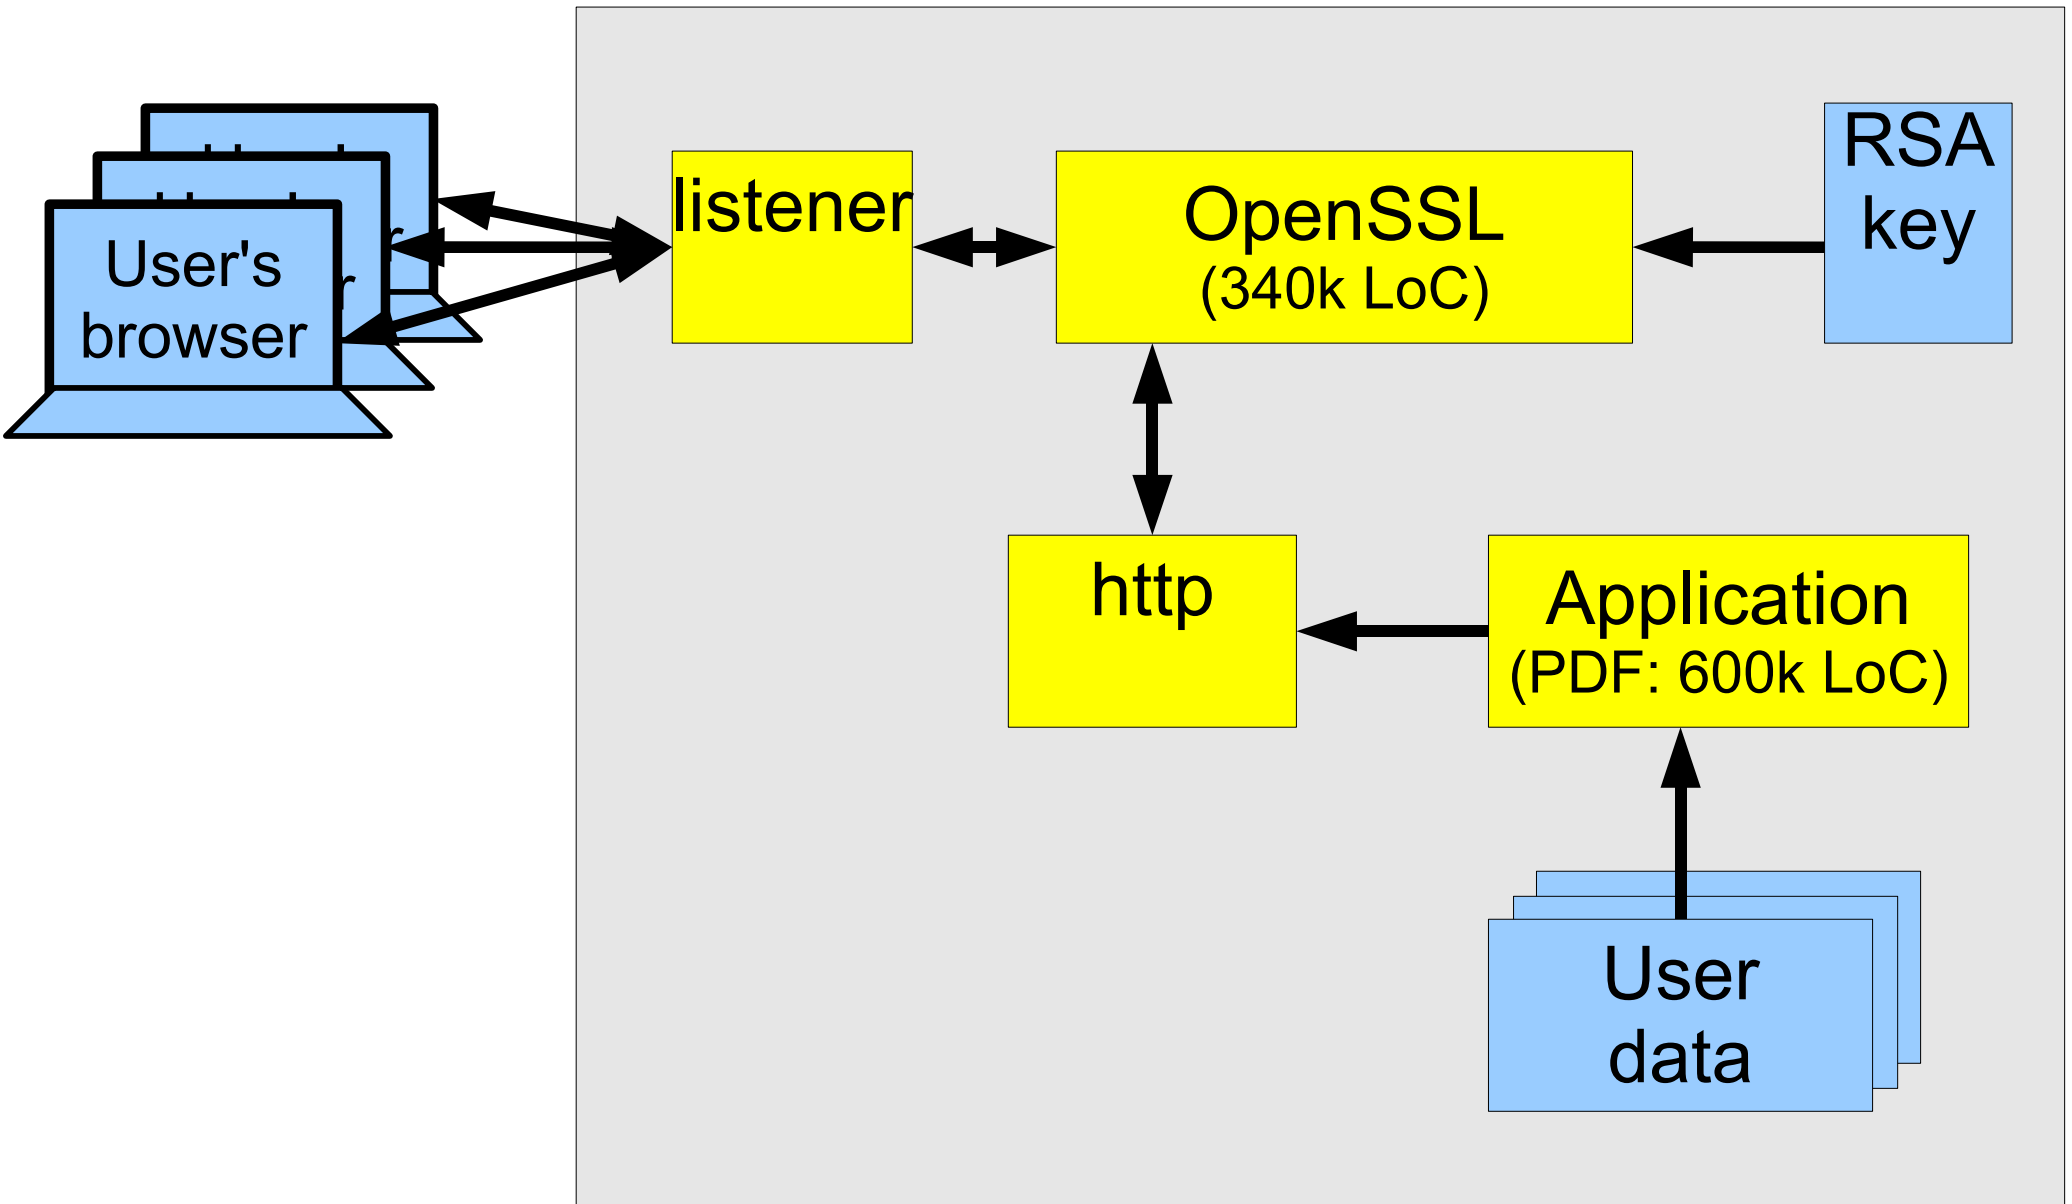 User's
browser
listener
OpenSSL
(340k LoC)
RSA
key
http
Application
(PDF: 600k LoC)
User
data